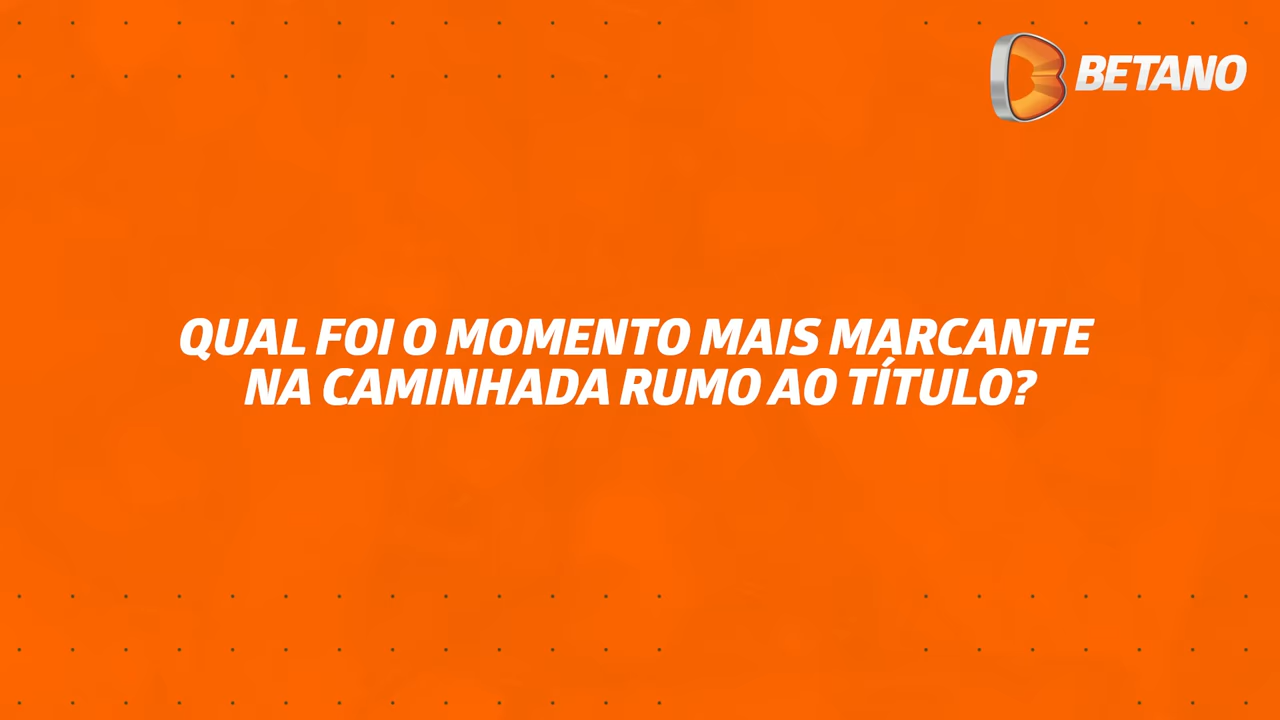 BETANO
QUAL FOI O MOMENTO MAIS MARCANTE
NA CAMINHADA RUMO AO TÍTULO?